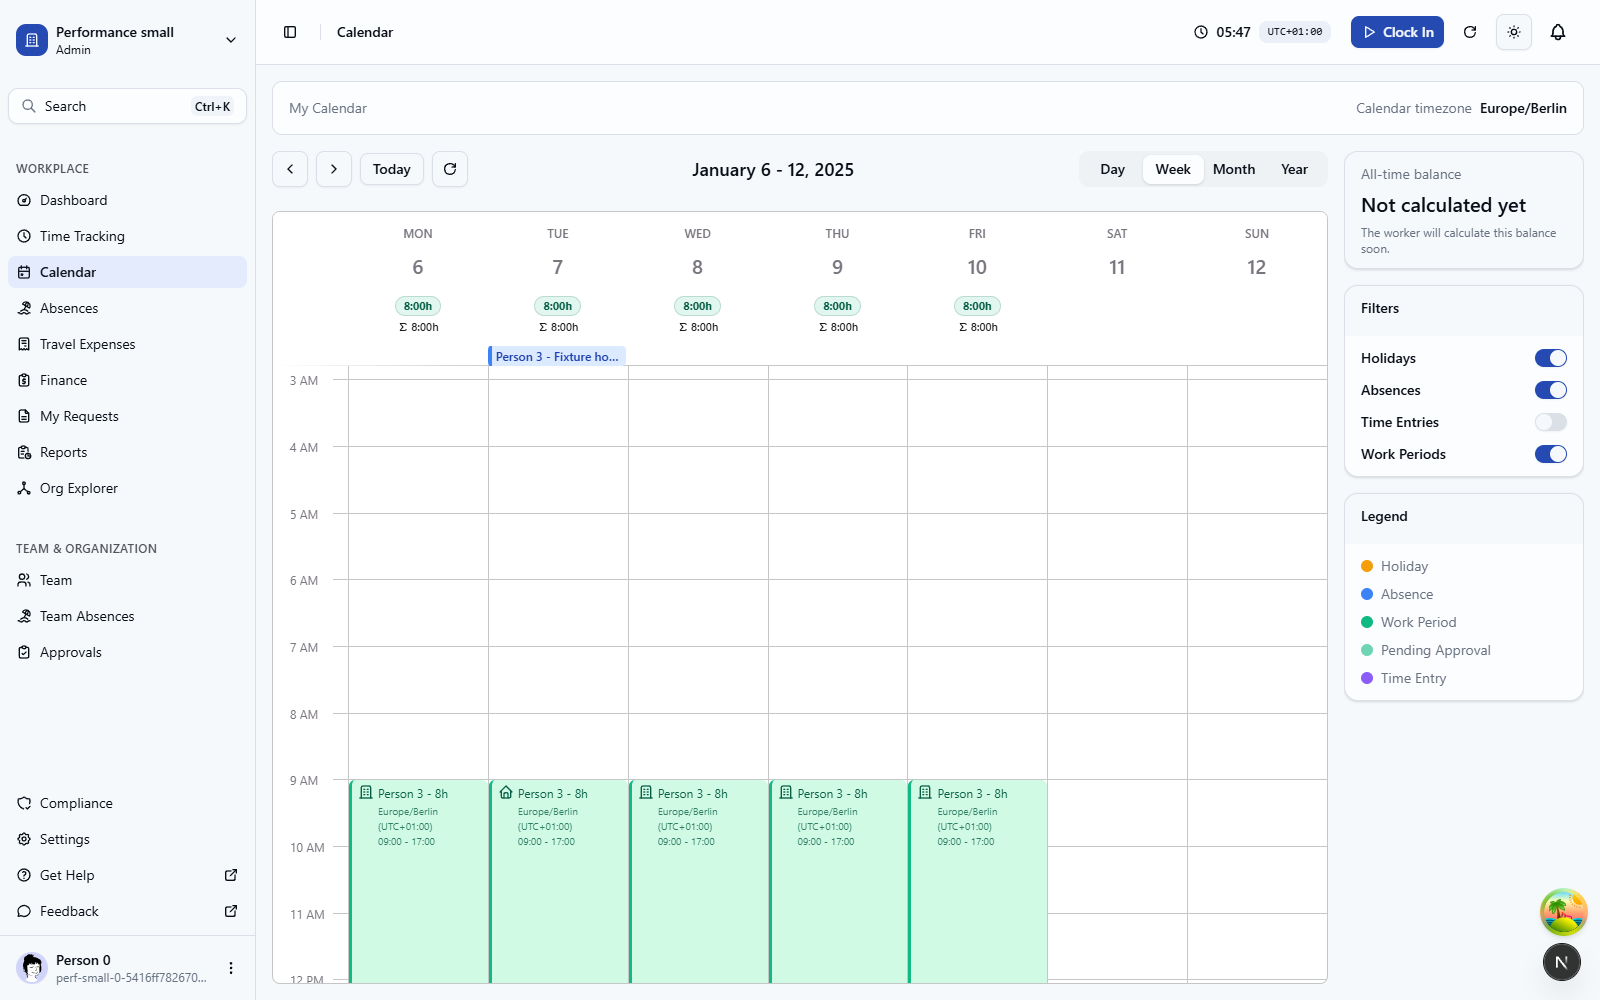 Performance small
Admin
Search
Ctrl+K
WORKPLACE
Dashboard
Time Tracking
Calendar
Absences
Travel Expenses
Finance
My Requests
Reports
Org Explorer
TEAM & ORGANIZATION
Team
Team Absences
Approvals
Compliance
Settings
Get Help
Feedback
Person 0
perf-small-0-5416ff782670...
Calendar
05:47
UTC+01:00
Clock In
My Calendar
Calendar timezone Europe/Berlin
Today
January 6 - 12, 2025
Day
Week
Month
Year
MON
TUE
WED
THU
FRI
SAT
SUN
6
7
8
9
10
11
12
8:00h
8:00h
8:00h
8:00h
8:00h
Σ 8:00h
Σ 8:00h
Σ 8:00h
Σ 8:00h
Σ 8:00h
Person 3 - Fixture ho...
3 AM
4 AM
5 AM
6 AM
7 AM
8 AM
9 AM
10 AM
11 AM
12 PM
Person 3 - 8h
Europe/Berlin
(UTC+01:00)
09:00 - 17:00
Person 3 - 8h
Europe/Berlin
(UTC+01:00)
09:00 - 17:00
Person 3 - 8h
Europe/Berlin
(UTC+01:00)
09:00 - 17:00
Person 3 - 8h
Europe/Berlin
(UTC+01:00)
09:00 - 17:00
Person 3 - 8h
Europe/Berlin
(UTC+01:00)
09:00 - 17:00
All-time balance
Not calculated yet
The worker will calculate this balance
soon.
Filters
Holidays
Absences
Time Entries
Work Periods
Legend
Holiday
Absence
Work Period
Pending Approval
Time Entry
N